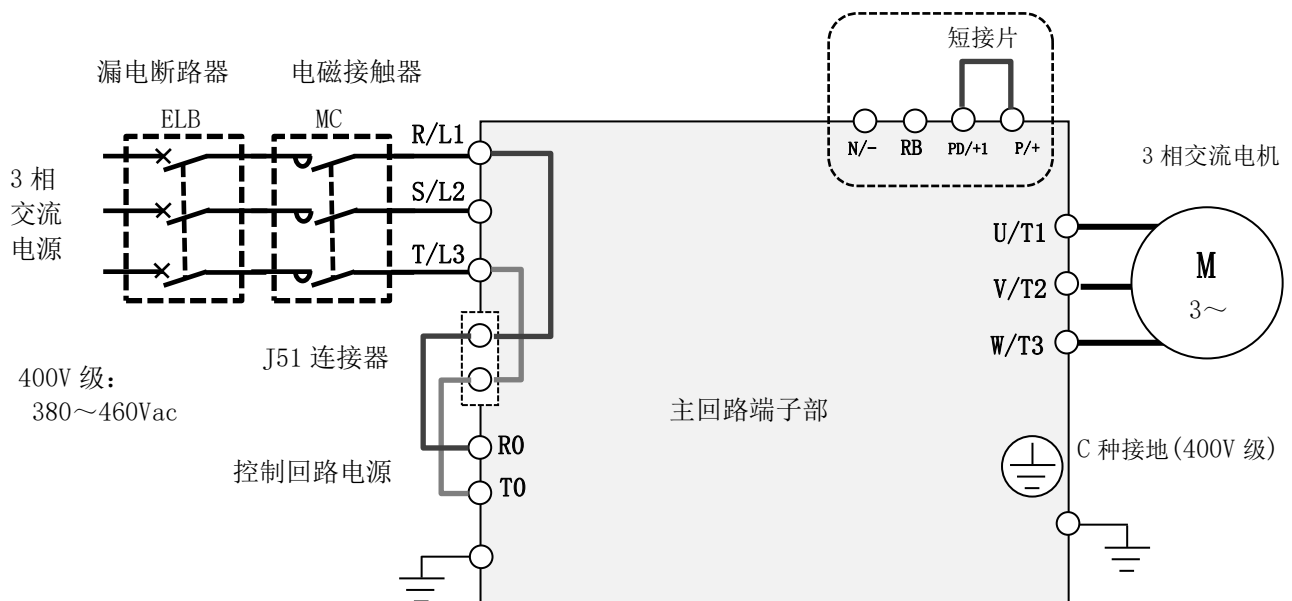 短接片
漏电断路器
电磁接触器
ELB
MC
R/L1
N/-
RB
PD/+1
P/+
3相交流电机
3 相
交流
电源
S/L2
T/L3
U/T1
V/T2
W/T3
M
3～
J51 连接器
400V 级:
380～460Vac
主回路端子部
R0
T0
控制回路电源
C 种接地(400V 级)